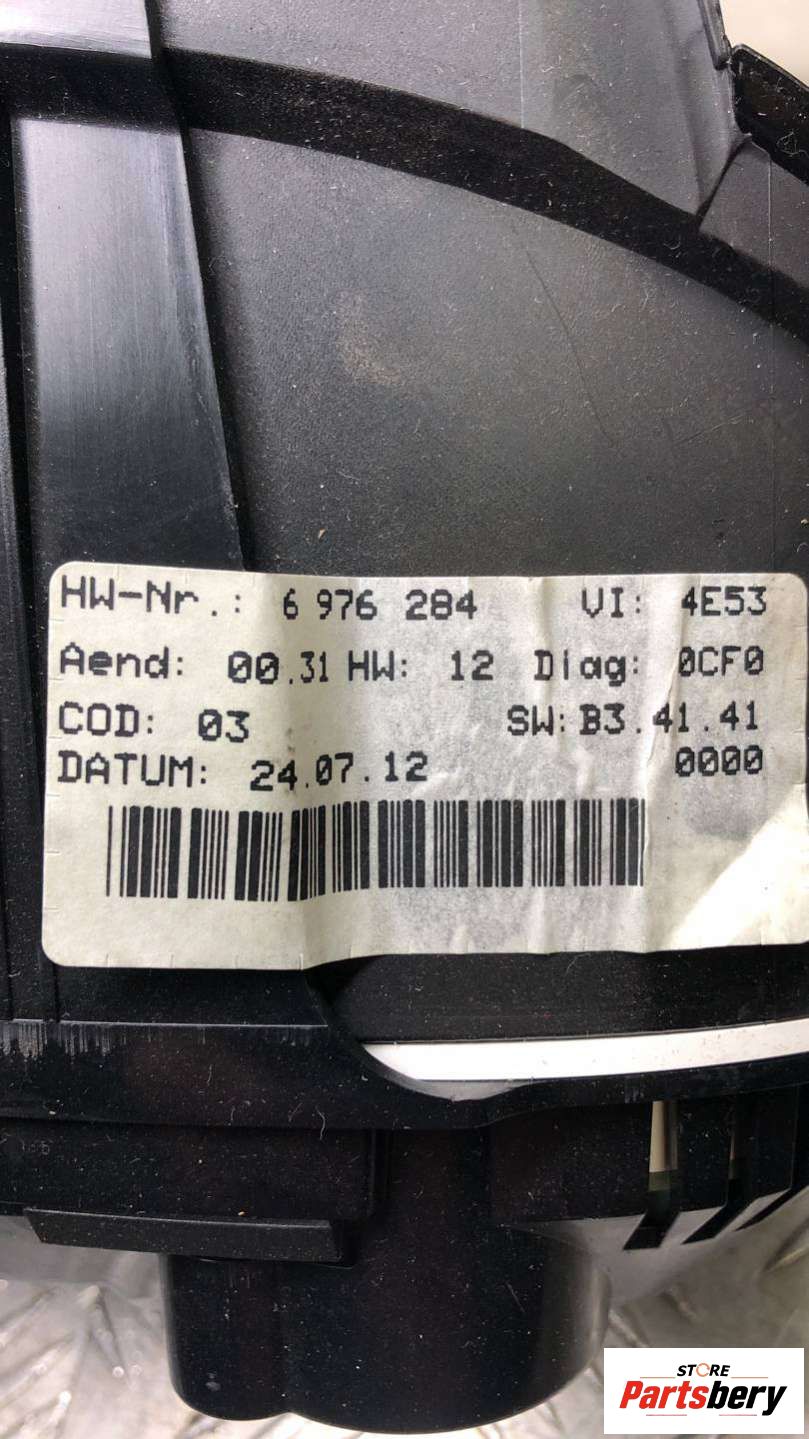 HW-Nr.: 6 976 284 VI: 4E53
Aend: 00.31 HW: 12 Diag: 0CF0
COD: 03 SW: B3.41.41
DATUM: 24.07.12 0000
STORE
Partsbery